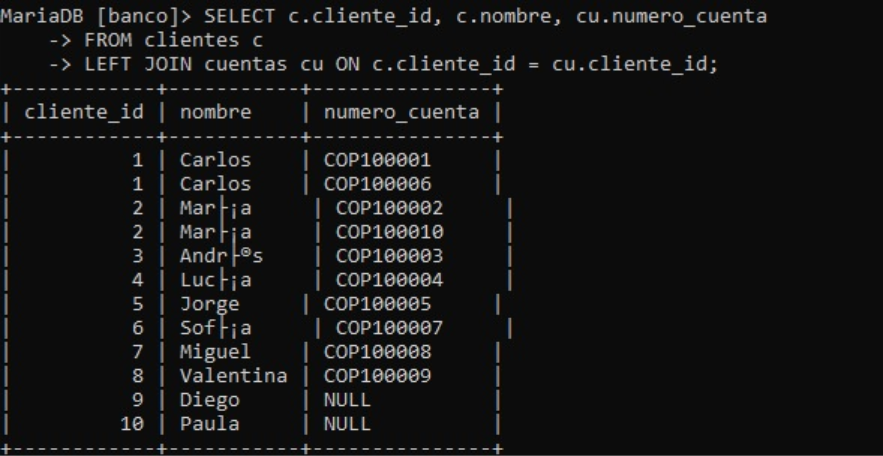 MariaDB [banco]> SELECT c.cliente_id, c.nombre, cu.numero_cuenta
    -> FROM clientes c
    -> LEFT JOIN cuentas cu ON c.cliente_id = cu.cliente_id;
+------------+-----------+---------------+
| cliente_id | nombre    | numero_cuenta |
+------------+-----------+---------------+
|          1 | Carlos    | COP100001     |
|          1 | Carlos    | COP100006     |
|          2 | Mar├¡a     | COP100002     |
|          2 | Mar├¡a     | COP100010     |
|          3 | Andr├®s    | COP100003     |
|          4 | Luc├¡a     | COP100004     |
|          5 | Jorge     | COP100005     |
|          6 | Sof├¡a     | COP100007     |
|          7 | Miguel    | COP100008     |
|          8 | Valentina | COP100009     |
|          9 | Diego     | NULL          |
|         10 | Paula     | NULL          |
+------------+-----------+---------------+